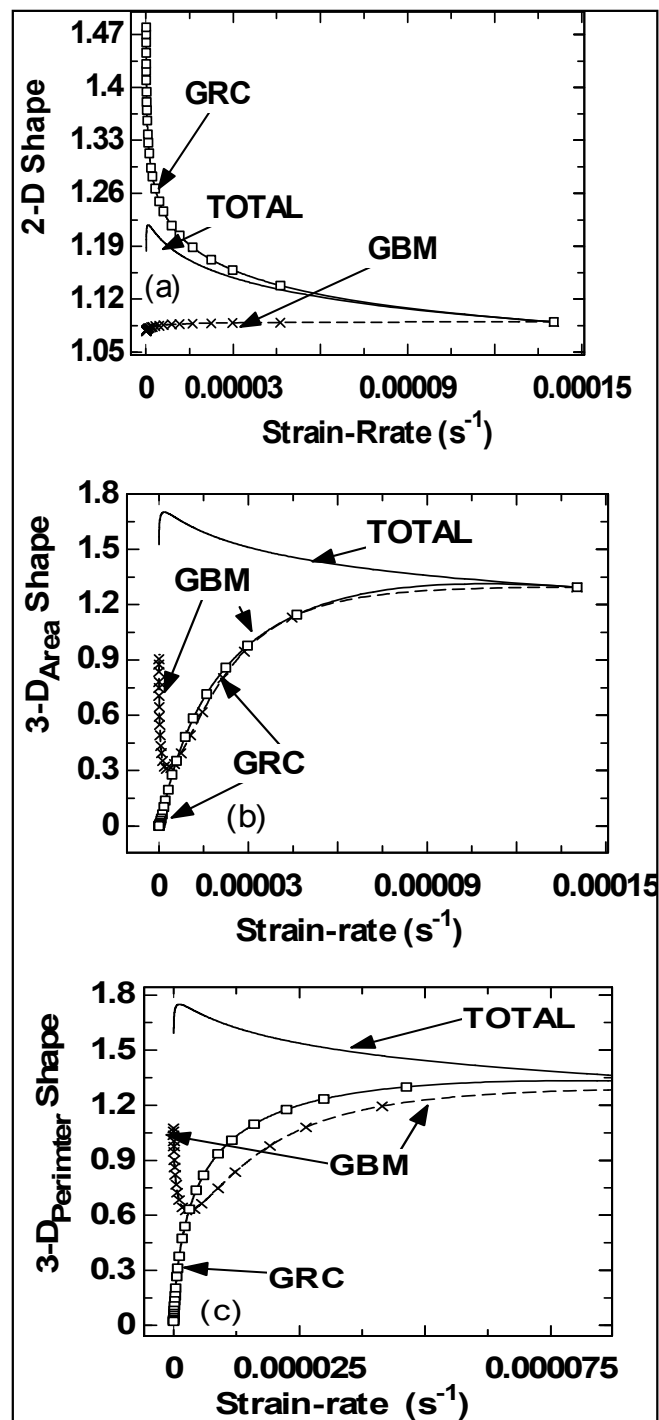 1.47
1.4
1.33
1.26
1.19
1.12
1.05
2-D Shape
GRC
TOTAL
GBM
(a)
0 0.00003 0.00009 0.00015
Strain-Rrate (s-1)
1.8
1.5
1.2
0.9
0.6
0.3
0
3-DArea Shape
TOTAL
GBM
GRC
(b)
0 0.00003 0.00009 0.00015
Strain-rate (s-1)
1.8
1.5
1.2
0.9
0.6
0.3
0
3-DPerimter Shape
TOTAL
GBM
GRC
(c)
0 0.000025 0.000075
Strain-rate (s-1)